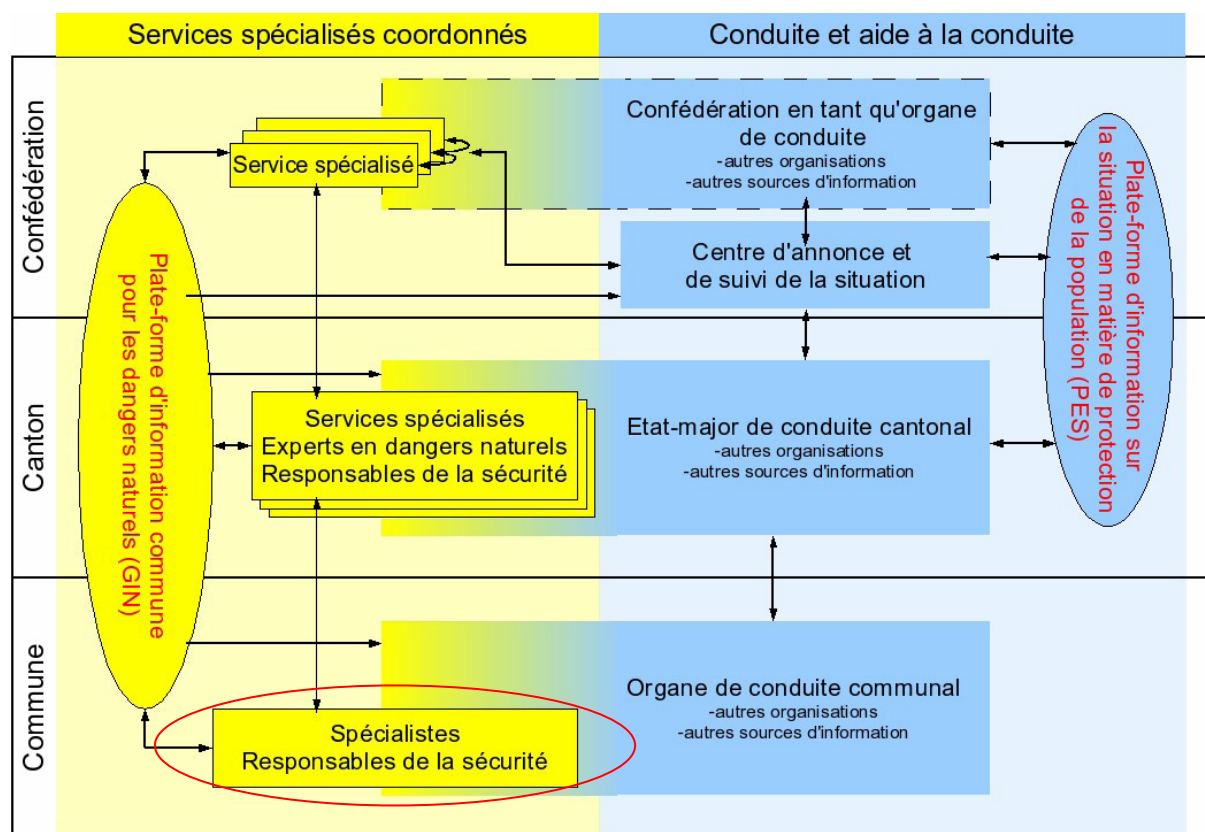 Services spécialisés coordonnés
Conduite et aide à la conduite
Confédération
Service spécialisé
Confédération en tant qu'organe
de conduite
-autres organisations
-autres sources d'information
Centre d'annonce et
de suivi de la situation
Plate-forme d'information sur
la situation en matière de protection
de la population (PES)
Plate-forme d'information commune
pour les dangers naturels (GIN)
Canton
Services spécialisés
Experts en dangers naturels
Responsables de la sécurité
Etat-major de conduite cantonal
-autres organisations
-autres sources d'information
Commune
Organe de conduite communal
-autres organisations
-autres sources d'information
Spécialistes
Responsables de la sécurité